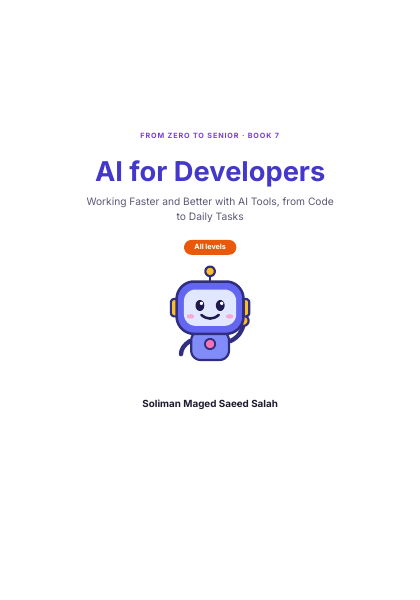 FROM ZERO TO SENIOR · BOOK 7
AI for Developers
Working Faster and Better with AI Tools, from Code
to Daily Tasks
All levels
Soliman Maged Saeed Salah